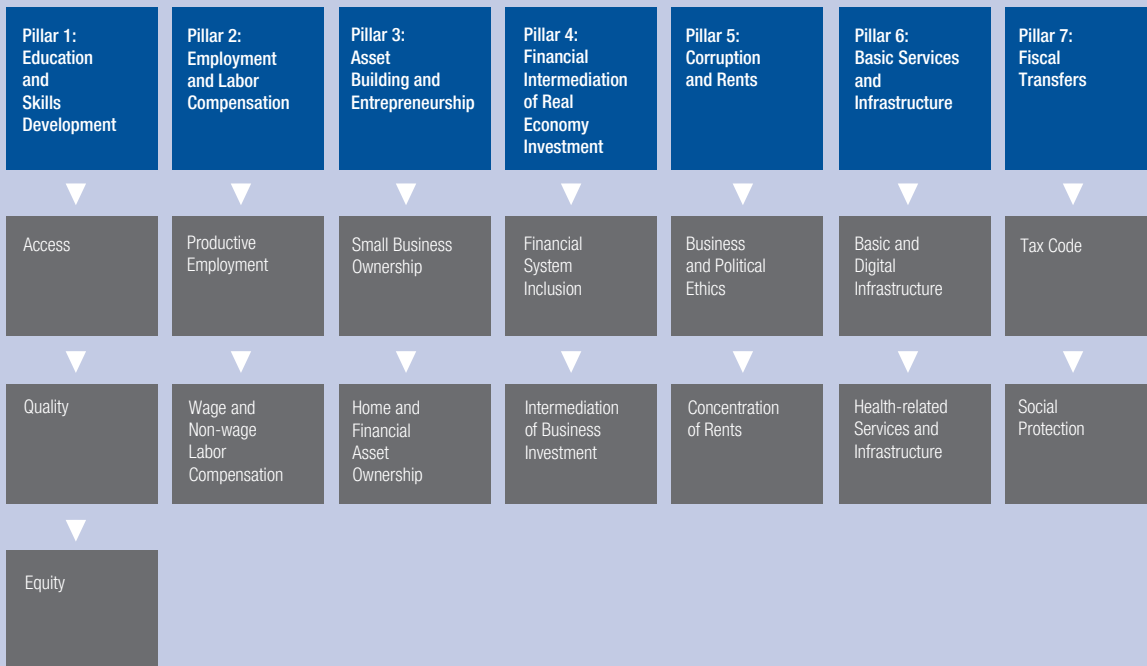 Pillar 1:
Education
and
Skills
Development
Pillar 2:
Employment
and Labor
Compensation
Pillar 3:
Asset
Building and
Entrepreneurship
Pillar 4:
Financial
Intermediation
of Real
Economy
Investment
Pillar 5:
Corruption
and Rents
Pillar 6:
Basic Services
and
Infrastructure
Pillar 7:
Fiscal
Transfers
Access
Productive
Employment
Small Business
Ownership
Financial
System
Inclusion
Business
and Political
Ethics
Basic and
Digital
Infrastructure
Tax Code
Quality
Wage and
Non-wage
Labor
Compensation
Home and
Financial
Asset
Ownership
Intermediation
of Business
Investment
Concentration
of Rents
Health-related
Services and
Infrastructure
Social
Protection
Equity